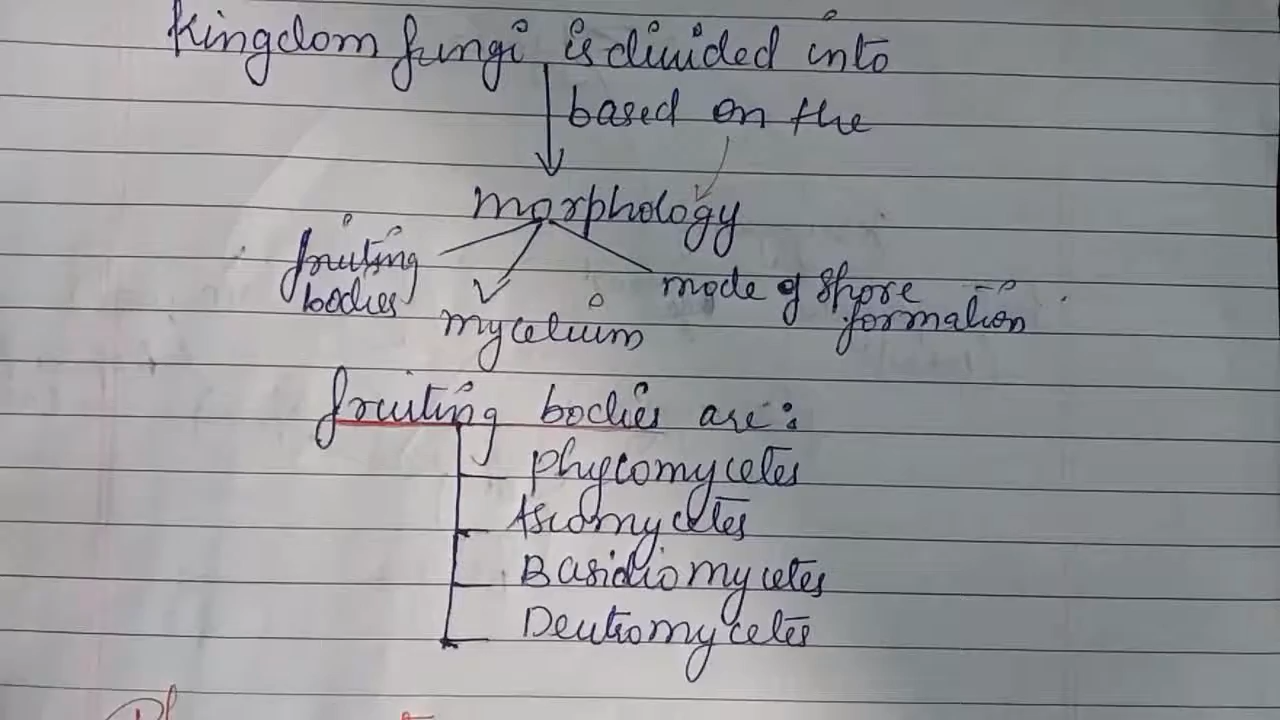 Kingdom fungi is divided into
based on the
morphology
fruiting
bodies
mode of spore
formation
mycelium
fruiting bodies are:
Phycomycetes
Ascomycetes
Basidiomycetes
Deutromycetes